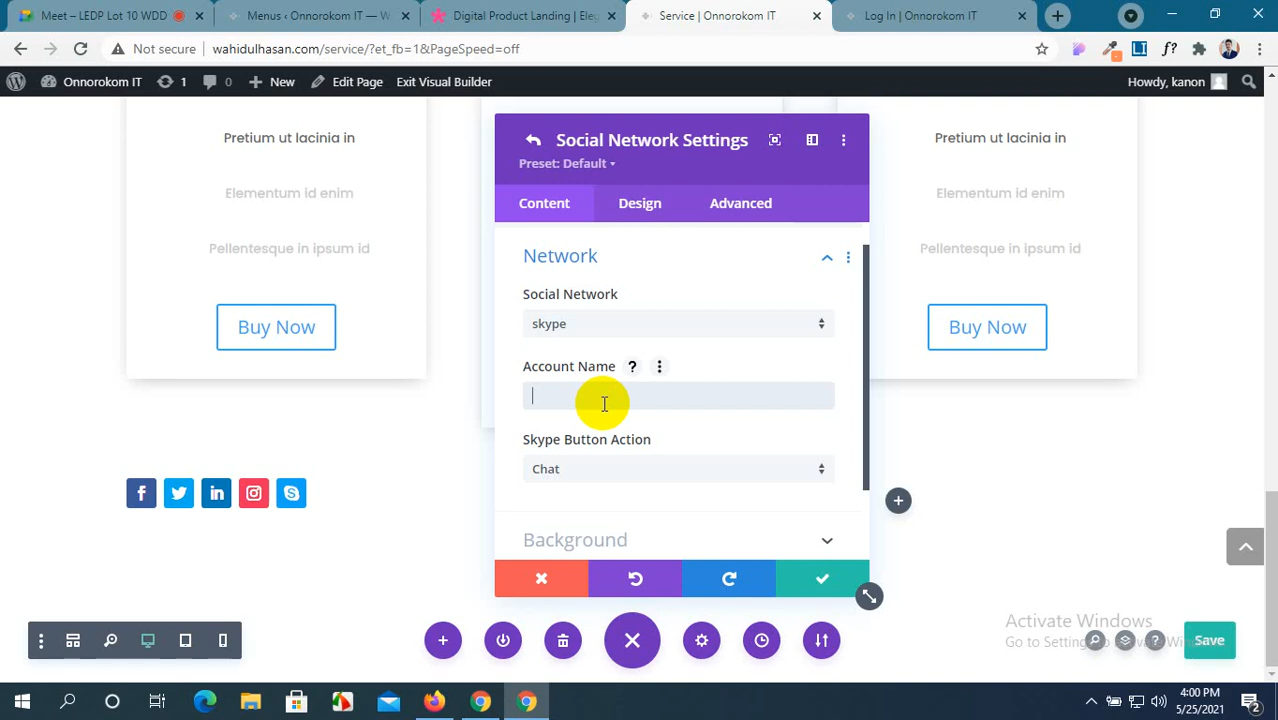 Meet – LEDP Lot 10 WDD
Menus ‹ Onnorokom IT — W
Digital Product Landing | Eleg
Service | Onnorokom IT
Log In | Onnorokom IT
Not secure
wahidulhasan.com/service/?et_fb=1&PageSpeed=off
Onnorokom IT
1
0
New
Edit Page
Exit Visual Builder
Howdy, kanon
Pretium ut lacinia in
Elementum id enim
Pellentesque in ipsum id
Buy Now
Social Network Settings
Preset: Default
Content
Design
Advanced
Network
Social Network
skype
Account Name
Skype Button Action
Chat
Background
Pretium ut lacinia in
Elementum id enim
Pellentesque in ipsum id
Buy Now
Activate Windows
Go to Settings to activate Windows.
Save
4:00 PM
5/25/2021
2